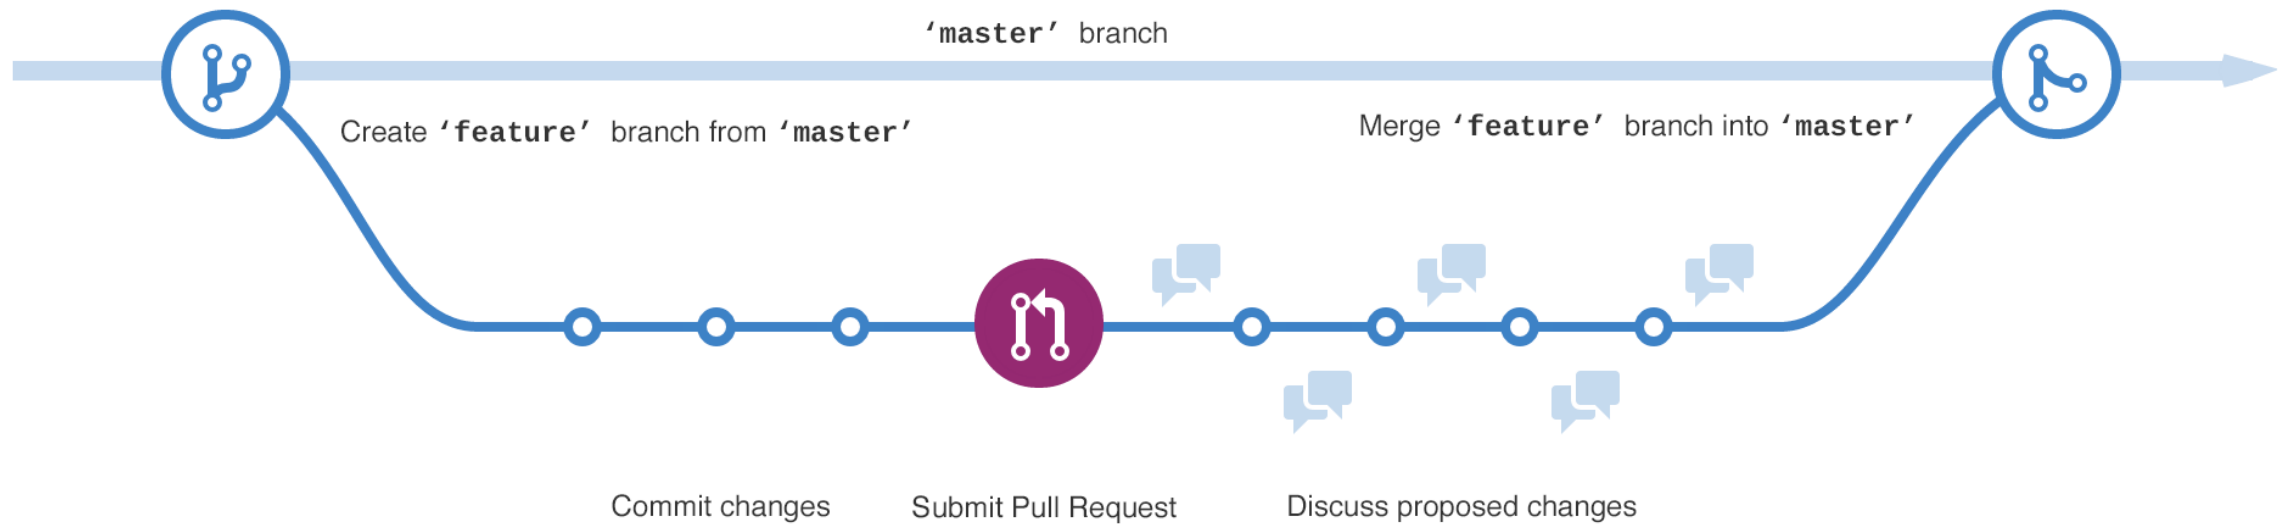 ‘master’ branch
Create ‘feature’ branch from ‘master’
Merge ‘feature’ branch into ‘master’
Commit changes
Submit Pull Request
Discuss proposed changes